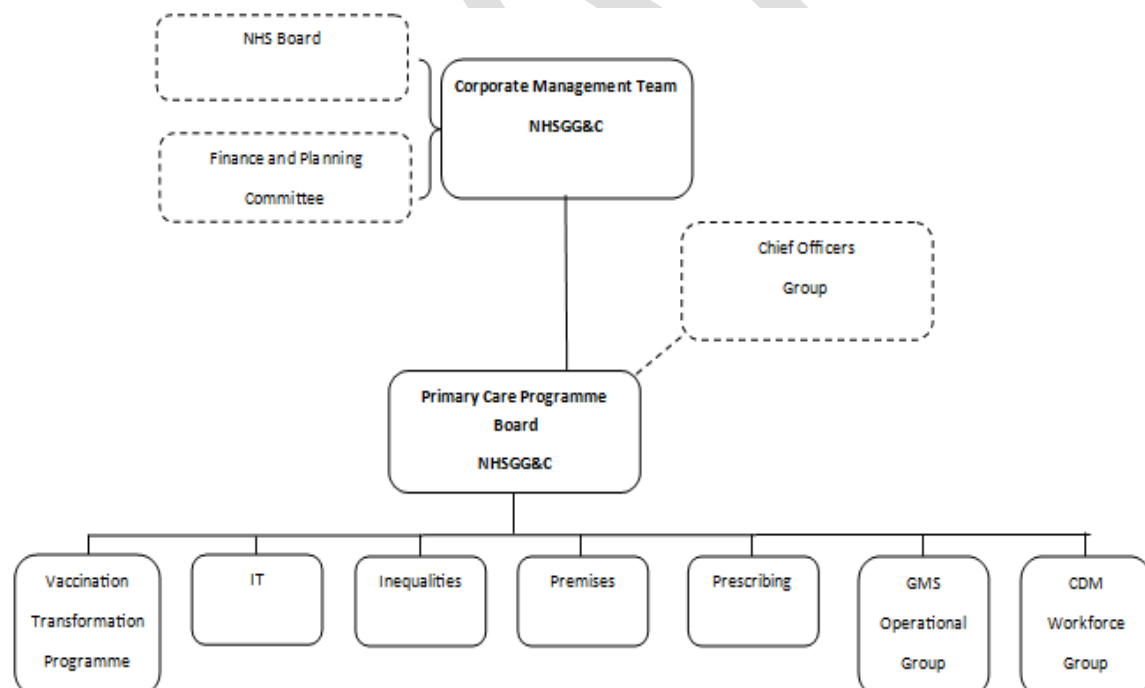 NHS Board
Corporate Management Team
NHSGG&C
Finance and Planning
Committee
Chief Officers
Group
Primary Care Programme
Board
NHSGG&C
Vaccination
Transformation
Programme
IT
Inequalities
Premises
Prescribing
GMS
Operational
Group
CDM
Workforce
Group